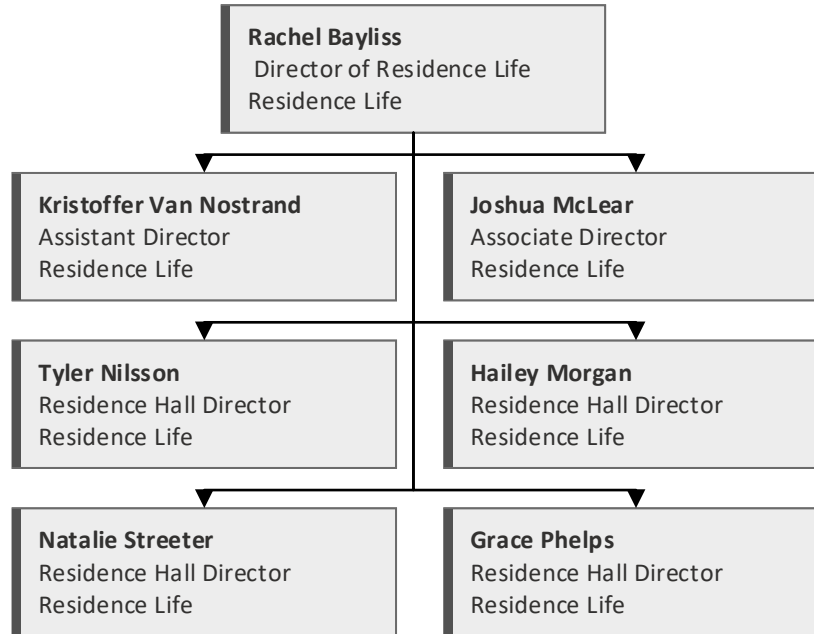 Rachel Bayliss
Director of Residence Life
Residence Life
Kristoffer Van Nostrand
Assistant Director
Residence Life
Joshua McLear
Associate Director
Residence Life
Tyler Nilsson
Residence Hall Director
Residence Life
Hailey Morgan
Residence Hall Director
Residence Life
Natalie Streeter
Residence Hall Director
Residence Life
Grace Phelps
Residence Hall Director
Residence Life